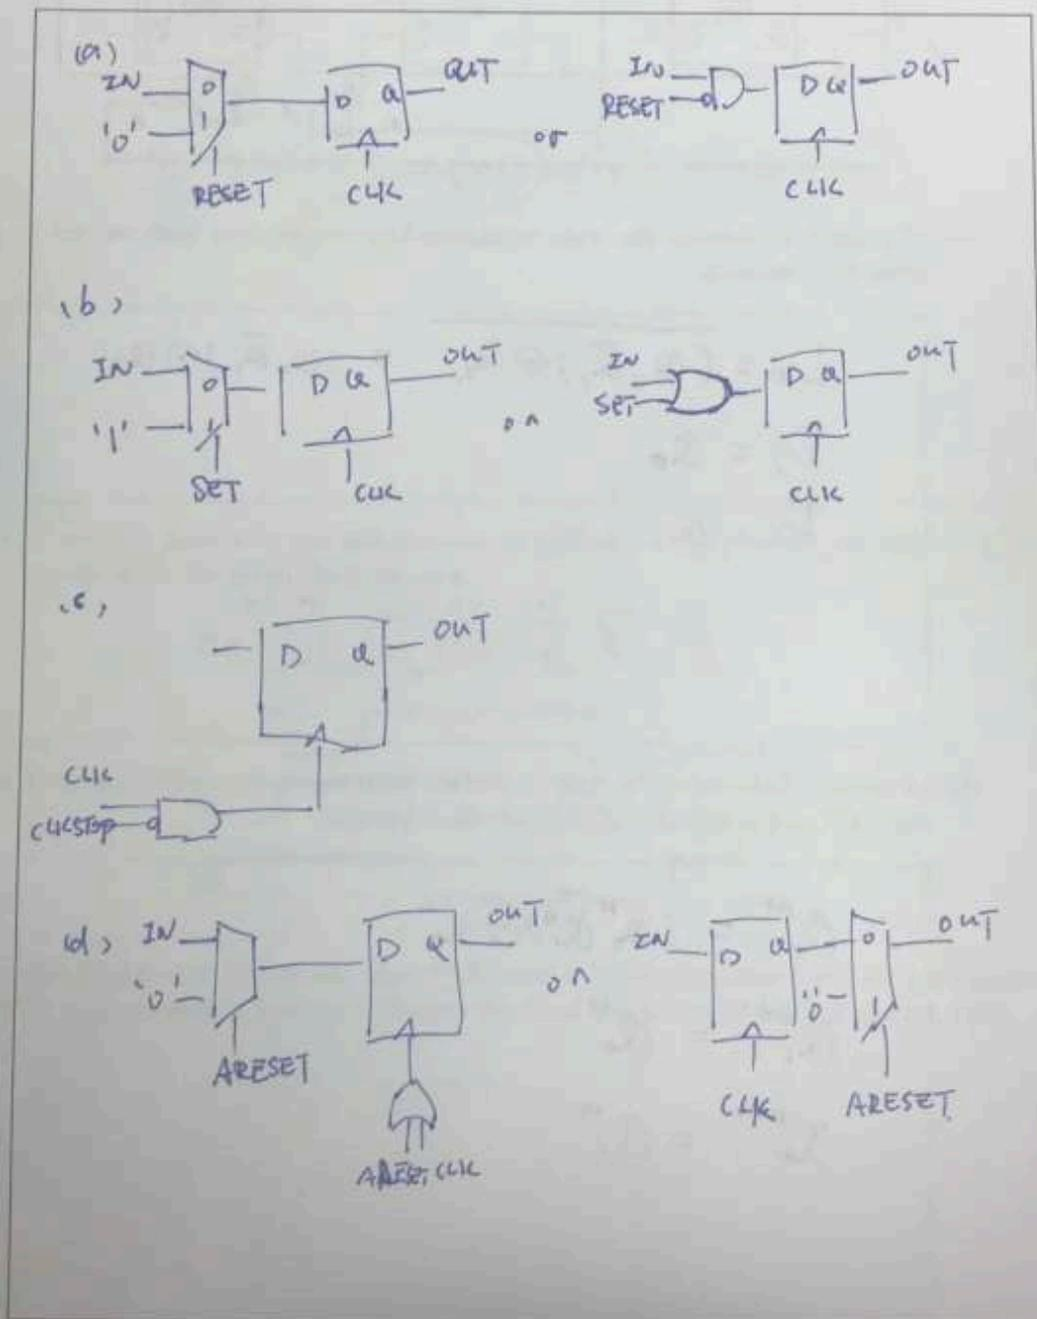 (a)
IN 0 D Q OUT IN D Q OUT
'0' 1 RESET
or
RESET CLK CLK
(b)
IN 0 D Q OUT IN D Q OUT
'1' 1 SET
or
SET CLK CLK
(c)
D Q OUT
CLK
CLKSTOP
(d) IN D Q OUT IN D Q 0 OUT
'0' or '0' 1
ARESET CLK ARESET
CLK